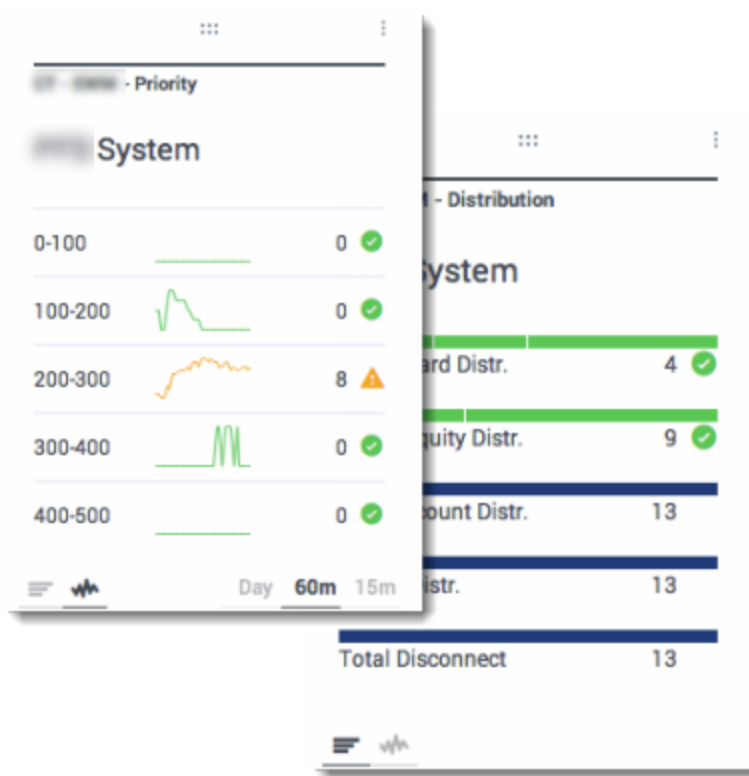 - Priority
System
0-100 0
100-200 0
200-300 8
300-400 0
400-500 0
Day 60m 15m
- Distribution
ystem
ard Distr. 4
quity Distr. 9
ount Distr. 13
istr. 13
Total Disconnect 13